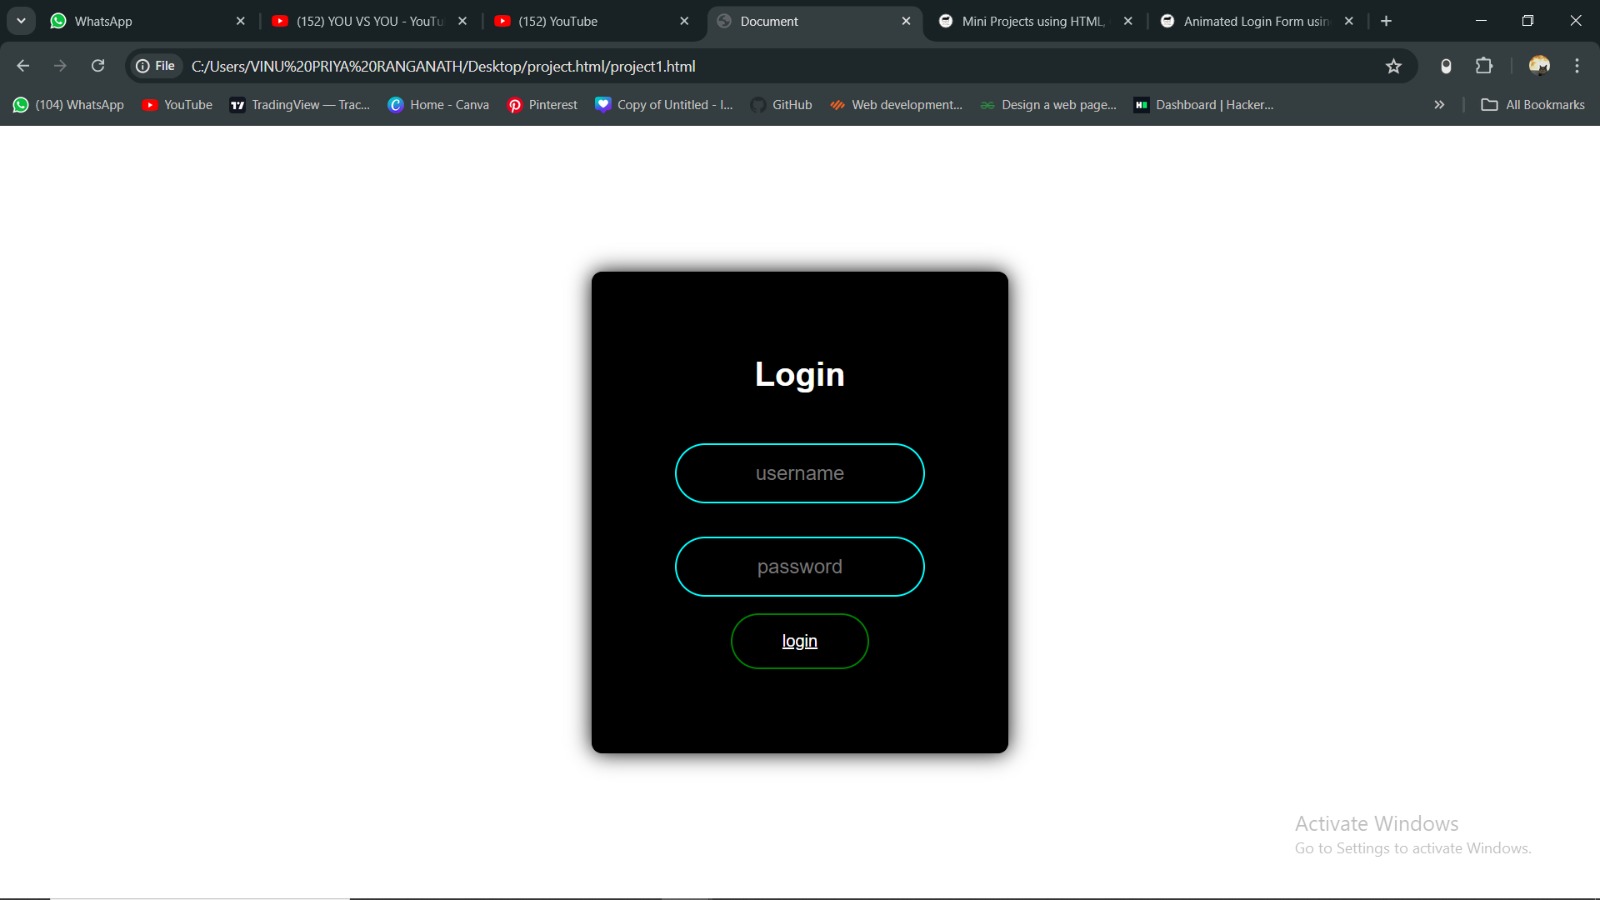 WhatsApp
(152) YOU VS YOU - YouTu
(152) YouTube
Document
Mini Projects using HTML,
Animated Login Form usin
File
C:/Users/VINU%20PRIYA%20RANGANATH/Desktop/project.html/project1.html
(104) WhatsApp
YouTube
TradingView — Trac...
Home - Canva
Pinterest
Copy of Untitled - I...
GitHub
Web development...
Design a web page...
Dashboard | Hacker...
»
All Bookmarks
Login
username
password
login
Activate Windows
Go to Settings to activate Windows.